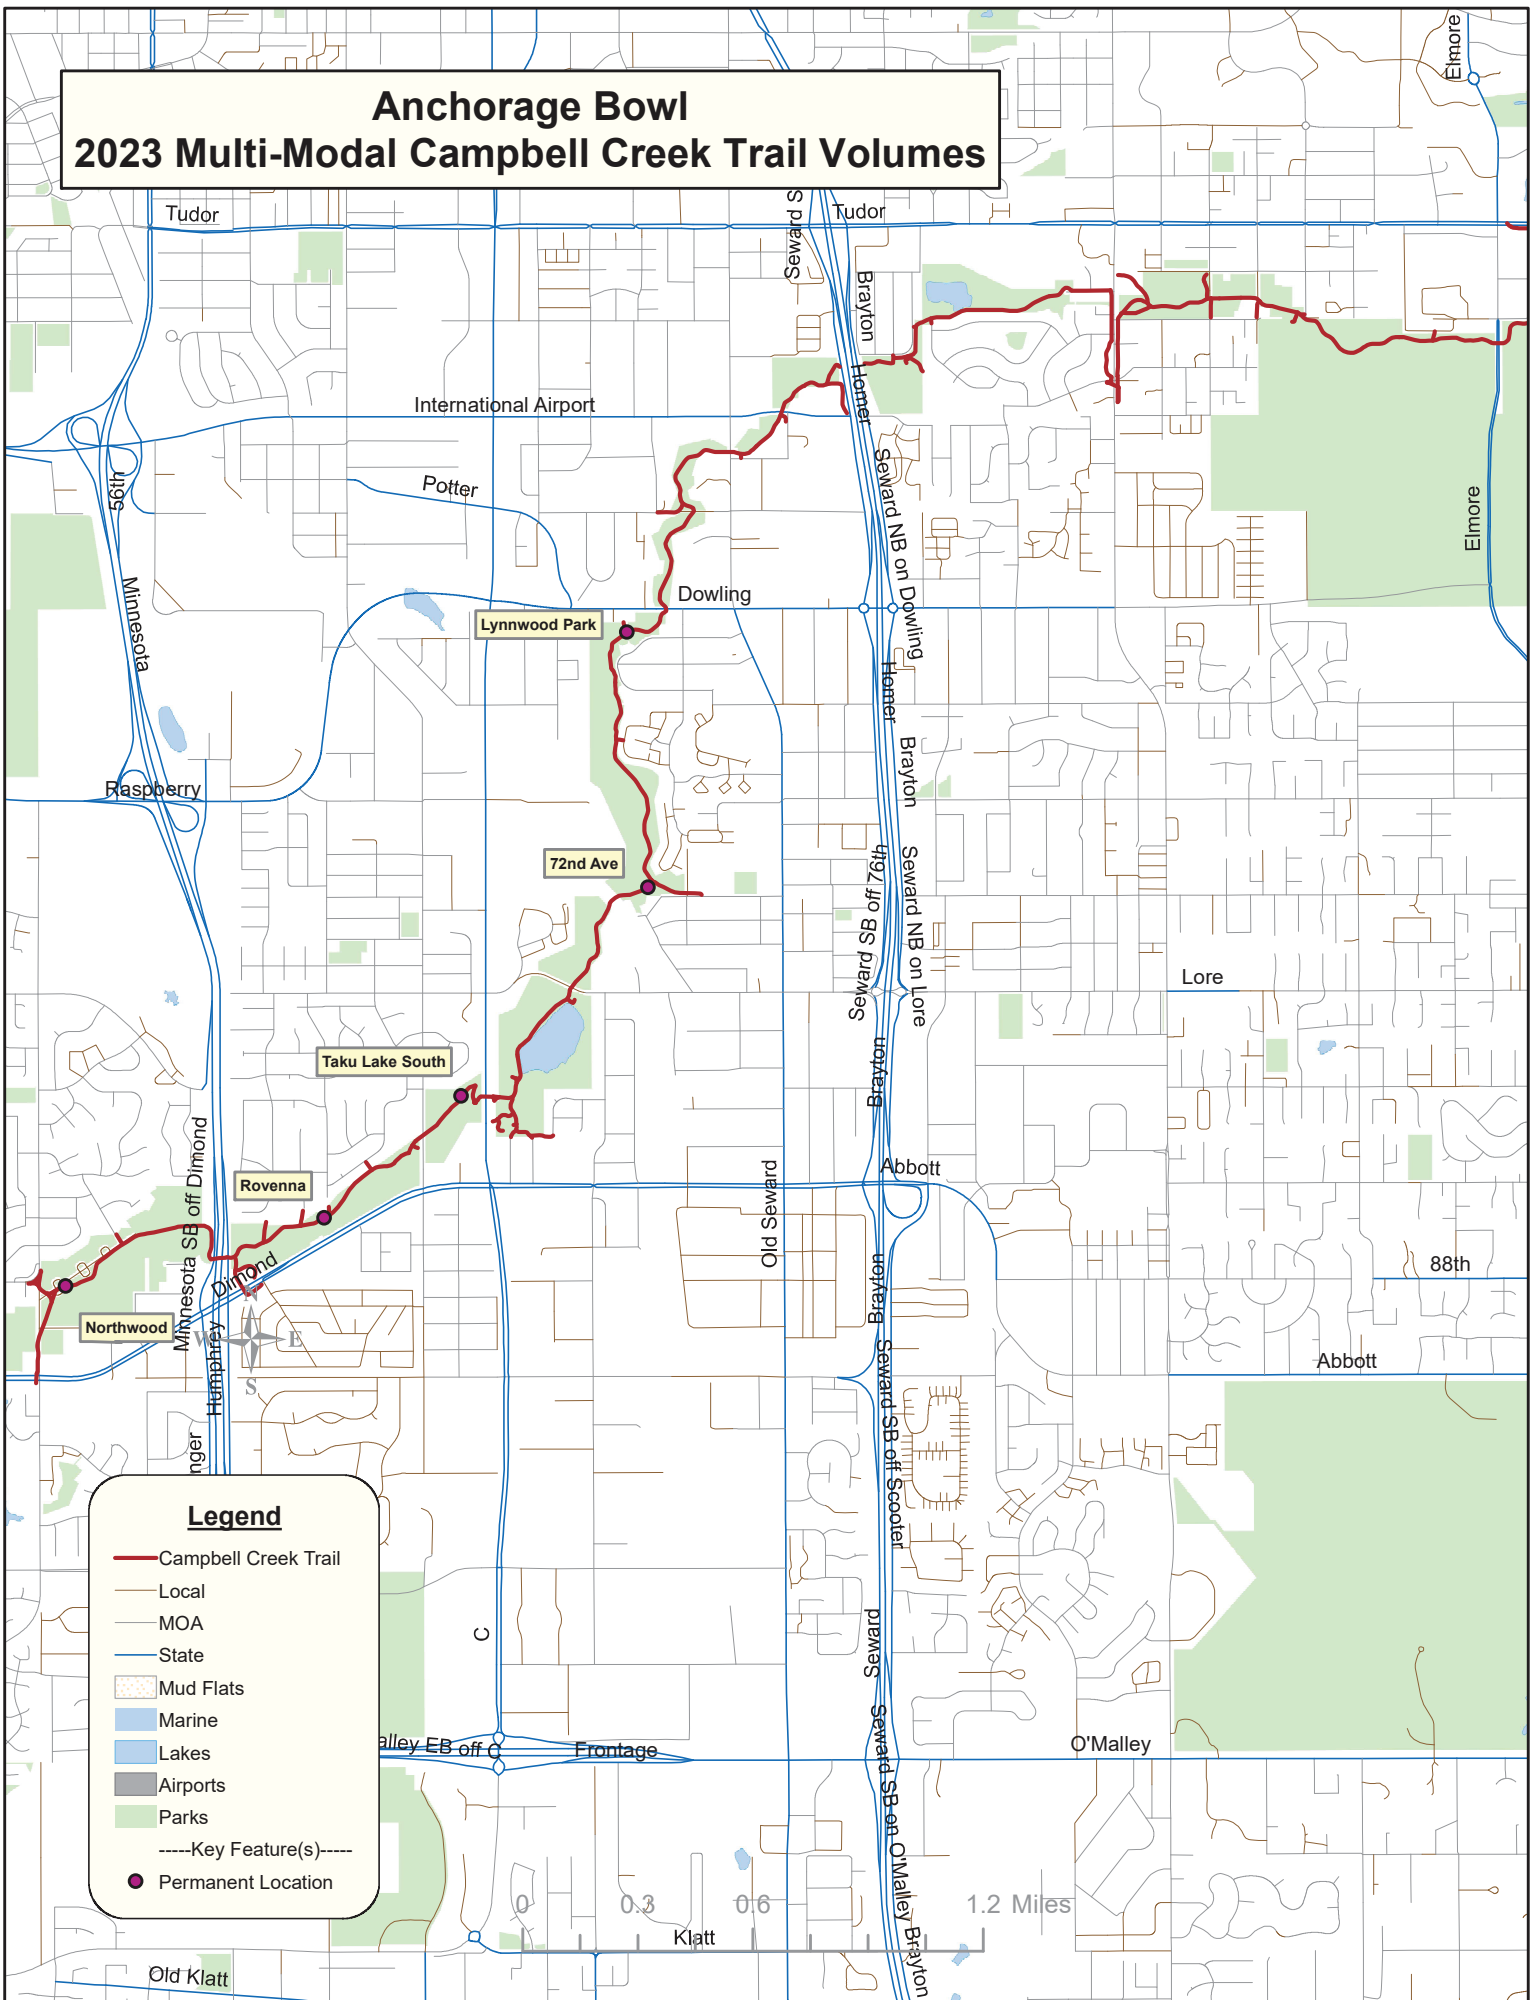 Elmore
Anchorage Bowl
2023 Multi-Modal Campbell Creek Trail Volumes
Tudor
Seward S
Tudor
Brayton
Homer
International Airport
56th
Potter
Seward NB on Dowling
Elmore
Minnesota
Dowling
Lynnwood Park
Homer
Brayton
Raspberry
72nd Ave
Seward SB off 76th
Seward NB on Lore
Lore
Taku Lake South
Brayton
Minnesota SB off Dimond
Rovenna
Old Seward
Abbott
Dimond
Brayton
88th
Northwood
N
W
E
S
Humphrey
Seward SB off Scooter
Abbott
nger
Legend
Campbell Creek Trail
Local
MOA
State
Mud Flats
Marine
Lakes
Airports
Parks
-----Key Feature(s)-----
Permanent Location
C
Seward
alley EB off C
Frontage
Seward SB on O'Malley
O'Malley
0
0.3
0.6
1.2 Miles
Klatt
Brayton
Old Klatt